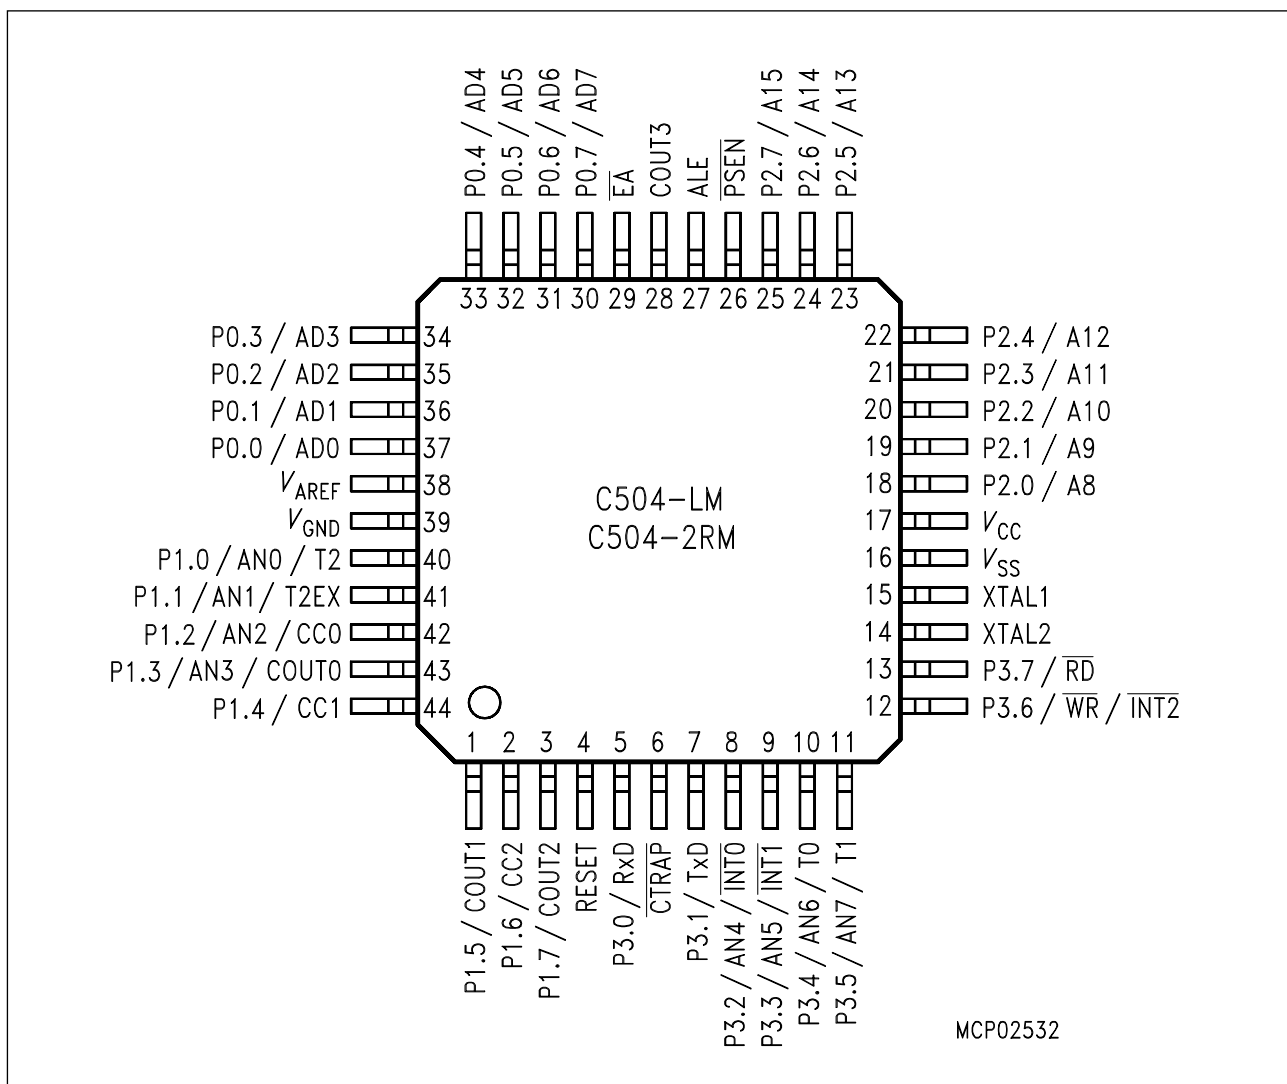 P0.4 / AD4
P0.5 / AD5
P0.6 / AD6
P0.7 / AD7
E̅A̅
COUT3
ALE
P̅S̅E̅N̅
P2.7 / A15
P2.6 / A14
P2.5 / A13
33 32 31 30 29 28 27 26 25 24 23
P0.3 / AD3 34
P0.2 / AD2 35
P0.1 / AD1 36
P0.0 / AD0 37
VAREF 38
VGND 39
P1.0 / AN0 / T2 40
P1.1 / AN1 / T2EX 41
P1.2 / AN2 / CC0 42
P1.3 / AN3 / COUT0 43
P1.4 / CC1 44
C504-LM
C504-2RM
22 P2.4 / A12
21 P2.3 / A11
20 P2.2 / A10
19 P2.1 / A9
18 P2.0 / A8
17 VCC
16 VSS
15 XTAL1
14 XTAL2
13 P3.7 / R̅D̅
12 P3.6 / W̅R̅ / I̅N̅T̅2̅
1 2 3 4 5 6 7 8 9 10 11
P1.5 / COUT1
P1.6 / CC2
P1.7 / COUT2
RESET
P3.0 / RxD
C̅T̅R̅A̅P̅
P3.1 / TxD
P3.2 / AN4 / I̅N̅T̅0̅
P3.3 / AN5 / I̅N̅T̅1̅
P3.4 / AN6 / T0
P3.5 / AN7 / T1
MCP02532